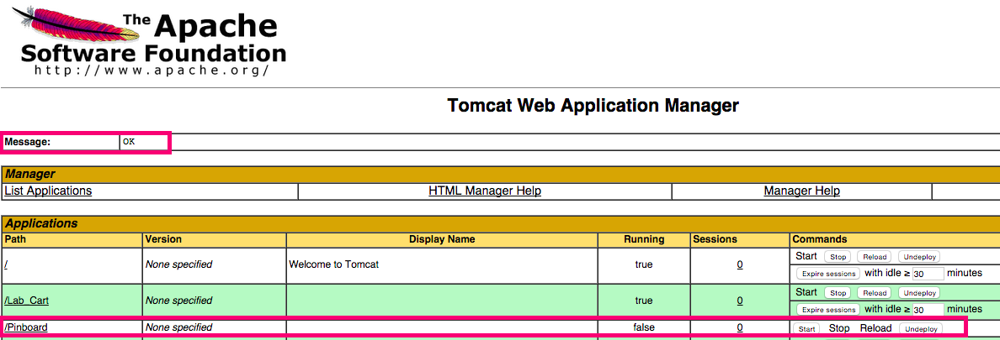 The Apache
Software Foundation
http://www.apache.org/
Tomcat Web Application Manager
Message: OK
Manager
List Applications HTML Manager Help Manager Help
Applications
Path Version Display Name Running Sessions Commands
/ None specified Welcome to Tomcat true 0 Start Stop Reload Undeploy
Expire sessions with idle ≥ 30 minutes
/Lab_Cart None specified true 0 Start Stop Reload Undeploy
Expire sessions with idle ≥ 30 minutes
/Pinboard None specified false 0 Start Stop Reload Undeploy